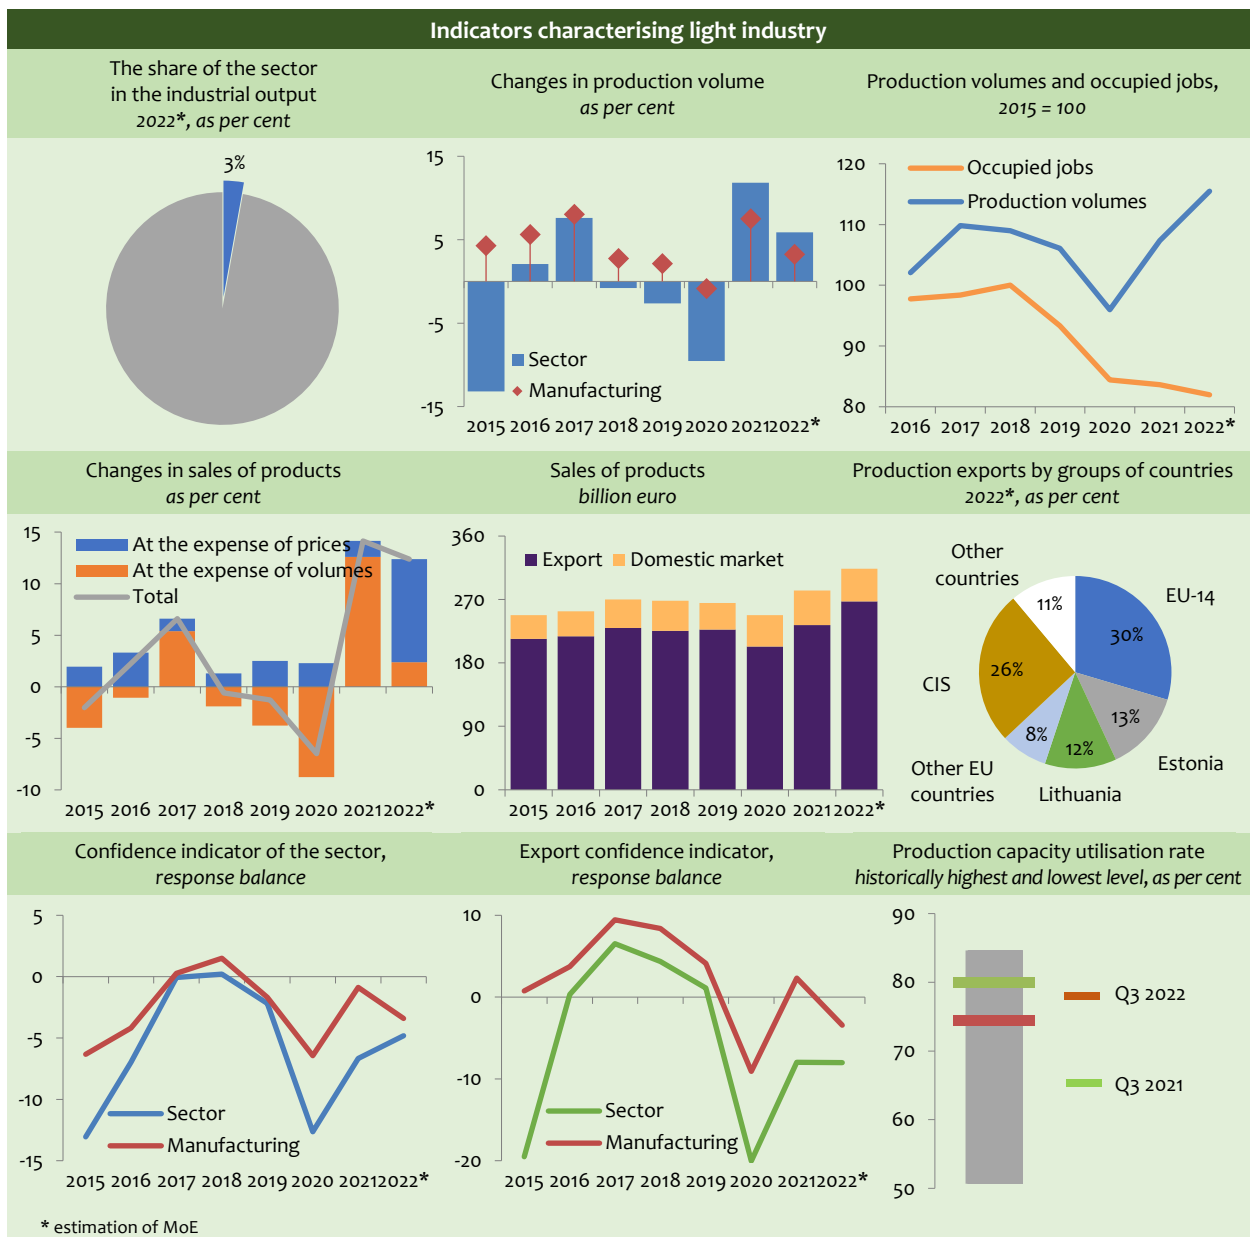 Indicators characterising light industry
The share of the sector
in the industrial output
2022*, as per cent
3%
Changes in production volume
as per cent
15
5
-5
-15
Sector
Manufacturing
2015 2016 2017 2018 2019 2020 2021 2022*
Production volumes and occupied jobs,
2015 = 100
120
110
100
90
80
Occupied jobs
Production volumes
2016 2017 2018 2019 2020 2021 2022*
Changes in sales of products
as per cent
15
10
5
0
-5
-10
At the expense of prices
At the expense of volumes
Total
2015 2016 2017 2018 2019 2020 2021 2022*
Sales of products
billion euro
360
270
180
90
0
Export
Domestic market
2015 2016 2017 2018 2019 2020 2021 2022*
Production exports by groups of countries
2022*, as per cent
Other
countries
11%
EU-14
30%
CIS
26%
13%
Estonia
8%
12%
Other EU
countries
Lithuania
Confidence indicator of the sector,
response balance
5
0
-5
-10
-15
Sector
Manufacturing
2015 2016 2017 2018 2019 2020 2021 2022*
Export confidence indicator,
response balance
10
0
-10
-20
Sector
Manufacturing
2015 2016 2017 2018 2019 2020 2021 2022*
Production capacity utilisation rate
historically highest and lowest level, as per cent
90
80
70
60
50
Q3 2022
Q3 2021
* estimation of MoE